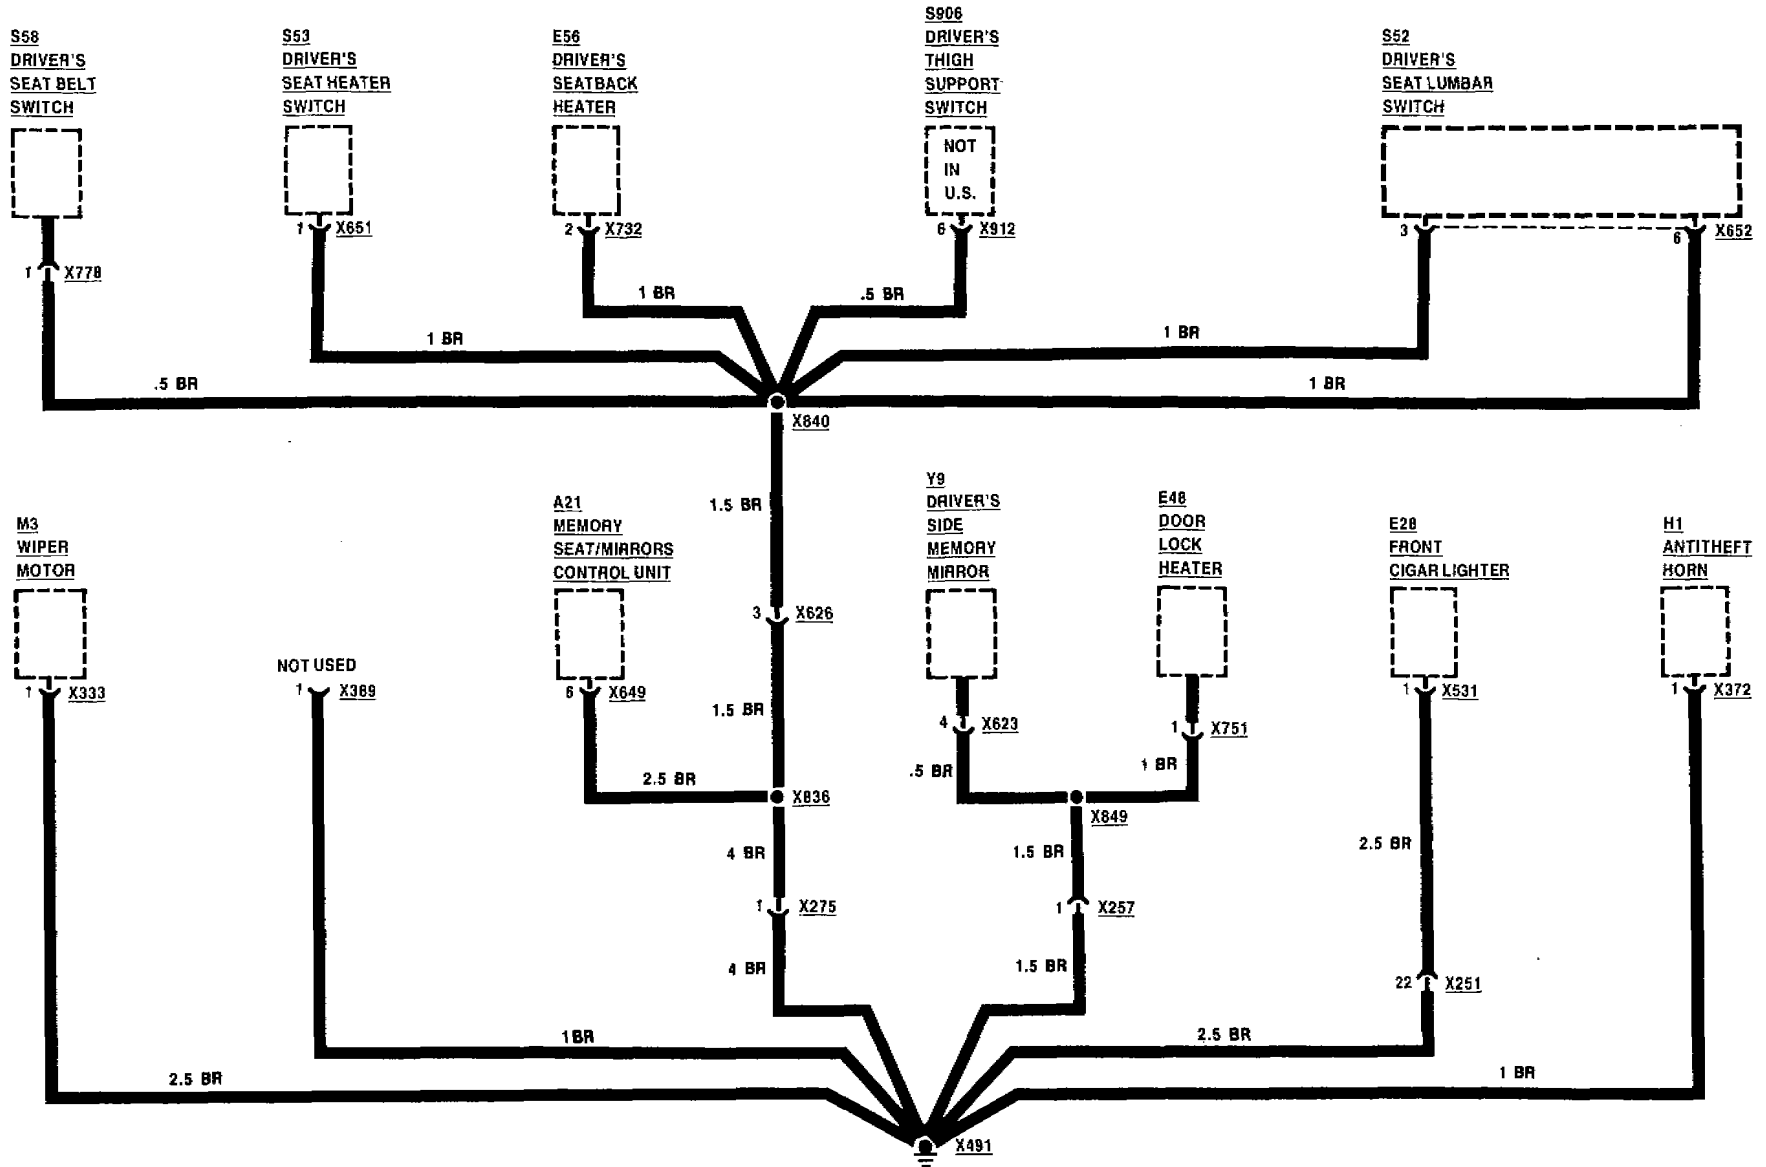 S58
DRIVER'S
SEAT BELT
SWITCH
S53
DRIVER'S
SEAT HEATER
SWITCH
E56
DRIVER'S
SEATBACK
HEATER
S906
DRIVER'S
THIGH
SUPPORT
SWITCH
S52
DRIVER'S
SEAT LUMBAR
SWITCH
NOT
IN
U.S.
1 X778
1 X651
2 X732
6 X912
3
6 X652
1 BR
.5 BR
1 BR
1 BR
.5 BR
1 BR
X840
1.5 BR
M3
WIPER
MOTOR
A21
MEMORY
SEAT/MIRRORS
CONTROL UNIT
Y9
DRIVER'S
SIDE
MEMORY
MIRROR
E48
DOOR
LOCK
HEATER
E28
FRONT
CIGAR LIGHTER
H1
ANTITHEFT
HORN
3 X626
NOT USED
1 X333
1 X389
6 X649
1.5 BR
4 X623
1 X751
1 X531
1 X372
2.5 BR
X836
.5 BR
1 BR
X849
4 BR
1.5 BR
2.5 BR
1 X275
1 X257
4 BR
1.5 BR
22 X251
1 BR
2.5 BR
2.5 BR
1 BR
X491